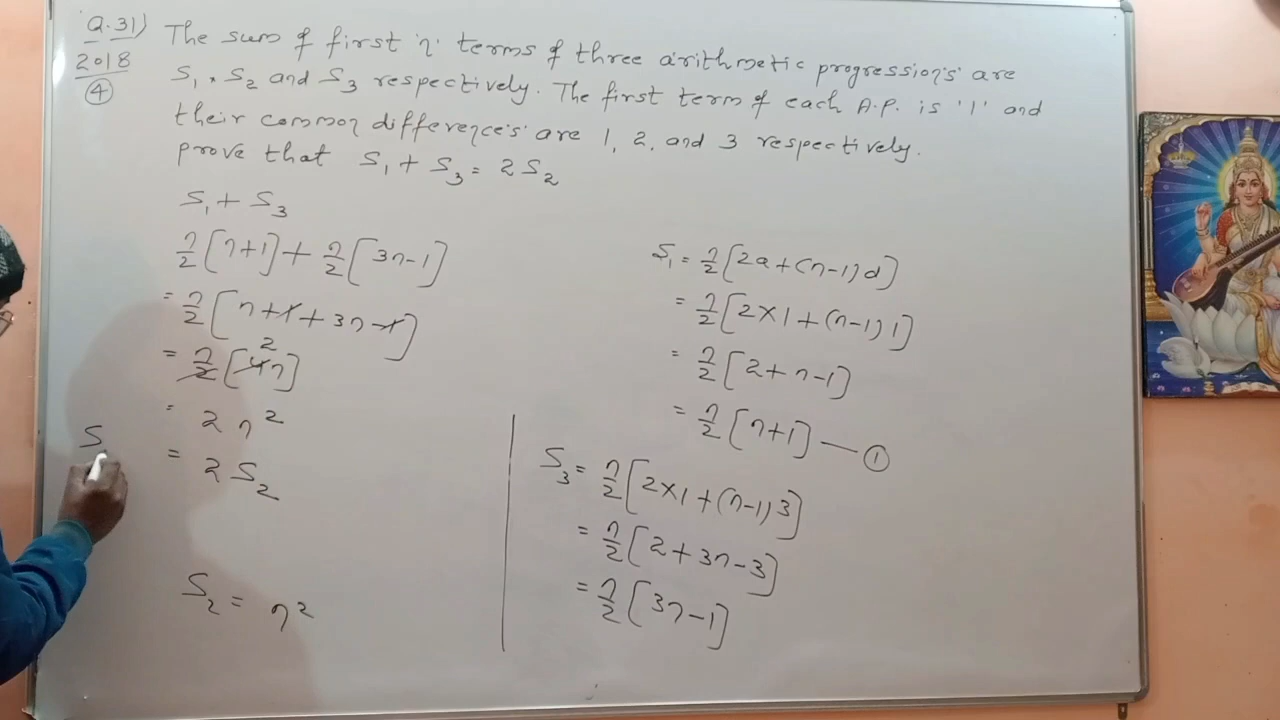 Q.31) The sum of first 'n' terms of three arithmetic progression's are
2018 S₁, S₂ and S₃ respectively. The first term of each A.P. is '1' and
④ their common difference's are 1, 2, and 3 respectively.
prove that S₁ + S₃ = 2S₂
S₁ + S₃
n/2 [n+1] + n/2 [3n-1]
= n/2 [n+1+3n-1]
= n/2 [4n] 2
= 2n²
= 2S₂
S
S₂ = n²
S₁ = n/2 [2a+(n-1)d]
= n/2 [2×1+(n-1)1]
= n/2 [2+n-1]
= n/2 [n+1] — ①
S₃ = n/2 [2×1+(n-1)3]
= n/2 [2+3n-3]
= n/2 [3n-1]